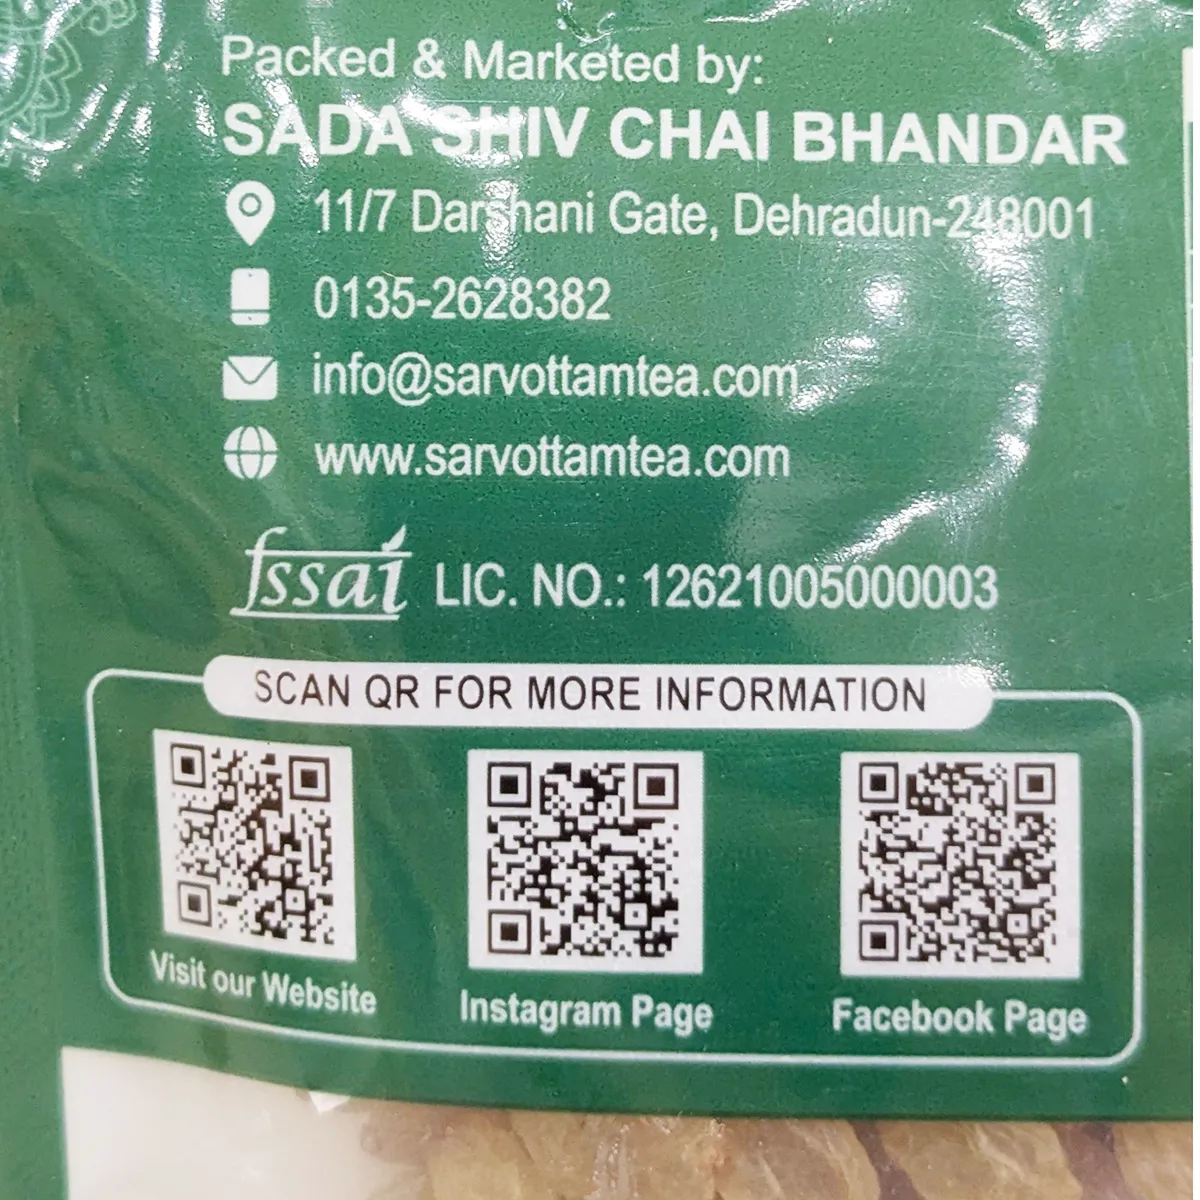 Packed & Marketed by:
SADA SHIV CHAI BHANDAR
11/7 Darshani Gate, Dehradun-248001
0135-2628382
info@sarvottamtea.com
www.sarvottamtea.com
fssai LIC. NO.: 12621005000003
SCAN QR FOR MORE INFORMATION
Visit our Website
Instagram Page
Facebook Page